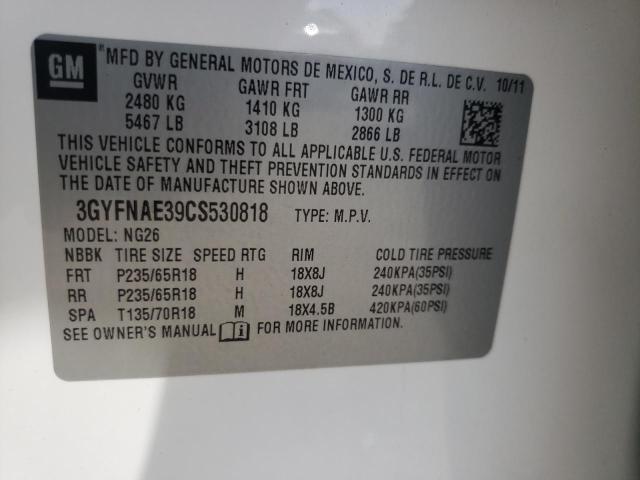 GM ® MFD BY GENERAL MOTORS DE MEXICO, S. DE R.L. DE C.V. 10/11
GVWR GAWR FRT GAWR RR
2480 KG 1410 KG 1300 KG
5467 LB 3108 LB 2866 LB
THIS VEHICLE CONFORMS TO ALL APPLICABLE U.S. FEDERAL MOTOR
VEHICLE SAFETY AND THEFT PREVENTION STANDARDS IN EFFECT ON
THE DATE OF MANUFACTURE SHOWN ABOVE.
3GYFNAE39CS530818 TYPE: M.P.V.
MODEL: NG26
NBBK TIRE SIZE SPEED RTG RIM COLD TIRE PRESSURE
FRT P235/65R18 H 18X8J 240KPA(35PSI)
RR P235/65R18 H 18X8J 240KPA(35PSI)
SPA T135/70R18 M 18X4.5B 420KPA(60PSI)
SEE OWNER'S MANUAL i FOR MORE INFORMATION.